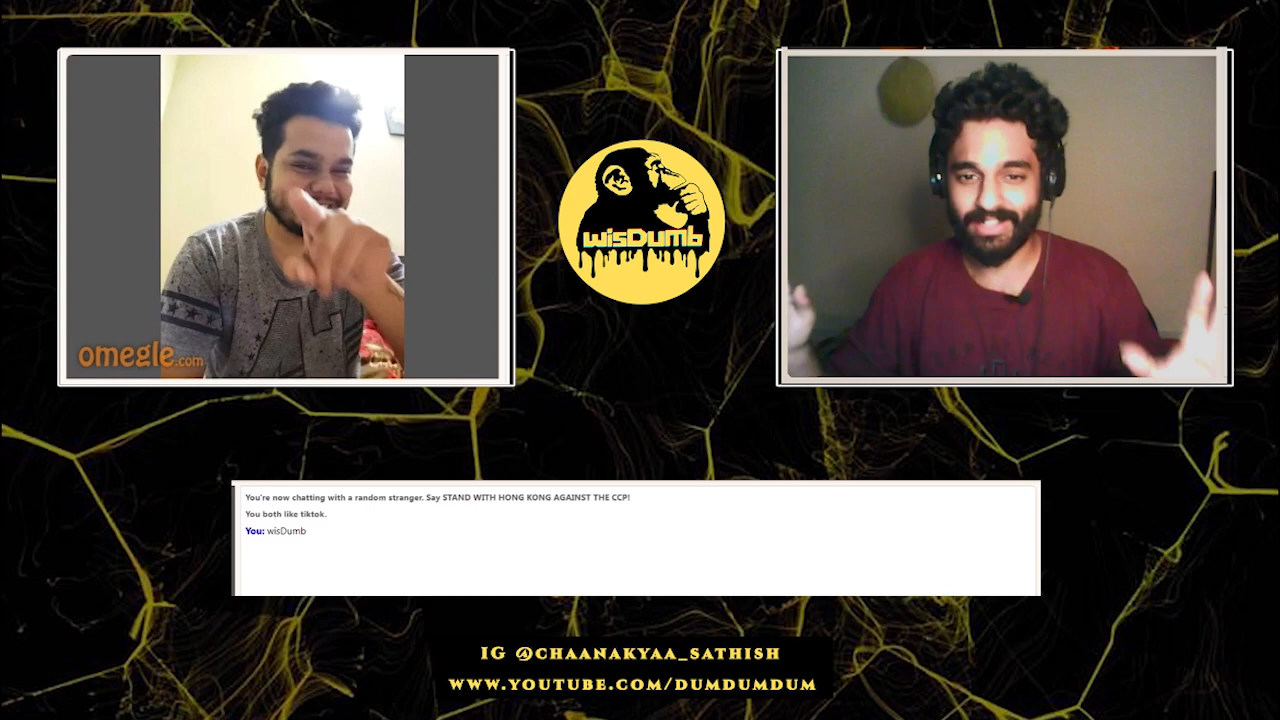 omegle.com
wisDumb
You're now chatting with a random stranger. Say STAND WITH HONG KONG AGAINST THE CCP!
You both like tiktok.
You: wisDumb
IG @CHAANAKYAA_SATHISH
WWW.YOUTUBE.COM/DUMDUMDUM